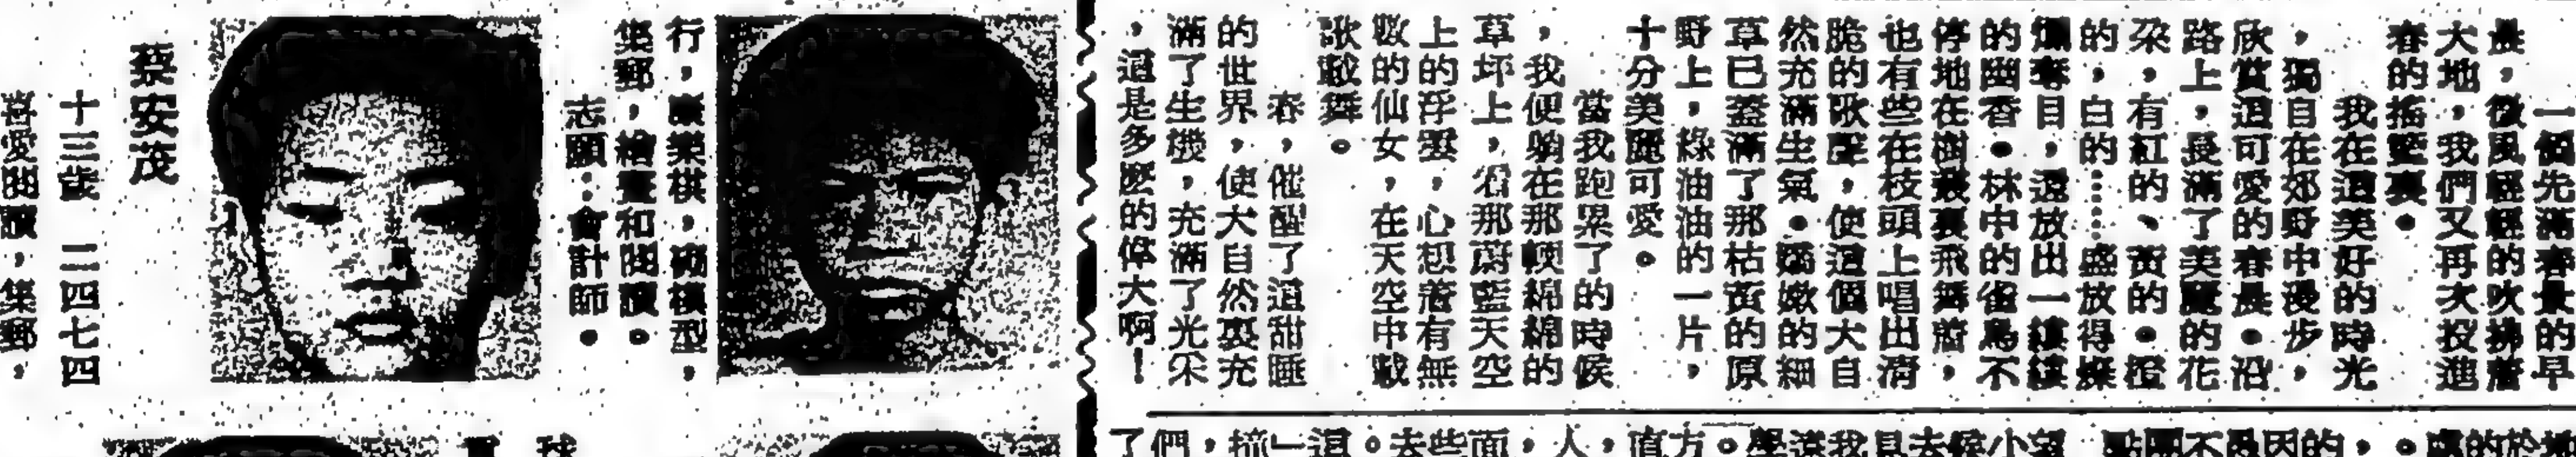 一個充滿春景的早
晨，微風輕輕的吹拂着
大地，我們又再次投進
春的搖籃裏。
我在這美好的時光
，獨自在郊野中漫步，
欣賞這可愛的春晨。沿
路上，長滿了美麗的花
朵，有紅的、黃的。橙
的，白的……盛放得燦
爛奪目，還放出一縷縷
的幽香。林中的雀鳥不
停地在樹叢裏飛舞着，
也有些在枝頭上唱出清
脆的歌聲，使這個大自
然充滿生氣。嬌嫩的細
草已蓋滿了那枯黃的原
野上，綠油油的一片，
十分美麗可愛。
當我跑累了的時候
，我便躺在那軟綿綿的
草坪上，看那蔚藍天空
上的浮雲，心想着有無
數的仙女，在天空中載
歌載舞。
春，催醒了這甜睡
的世界，使大自然裏充
滿了生機，充滿了光采
，這是多麽的偉大啊！
行，康樂棋，砌模型，
集郵，繪畫和閱讀。
志願：會計師。
蔡安茂
十三歲　二四七四
喜愛閱讀，集郵，